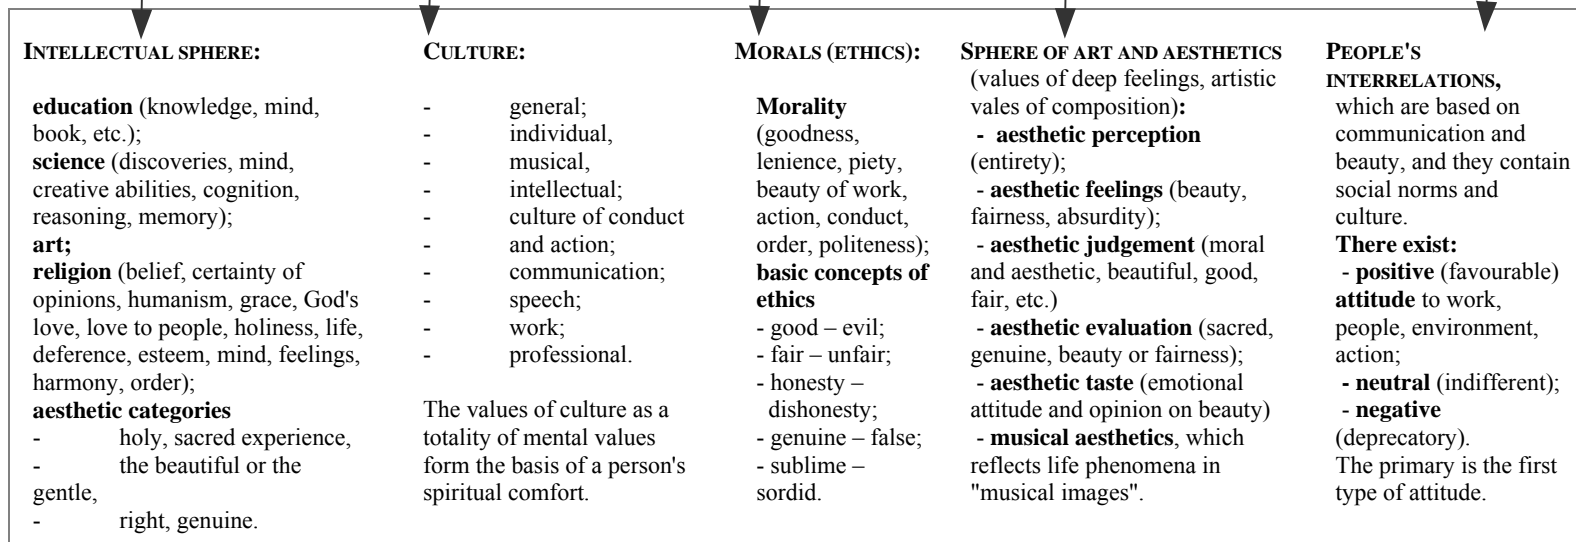 INTELLECTUAL SPHERE:
education (knowledge, mind,
book, etc.);
science (discoveries, mind,
creative abilities, cognition,
reasoning, memory);
art;
religion (belief, certainty of
opinions, humanism, grace, God's
love, love to people, holiness, life,
deference, esteem, mind, feelings,
harmony, order);
aesthetic categories
- holy, sacred experience,
- the beautiful or the
gentle,
- right, genuine.
CULTURE:
- general;
- individual,
- musical,
- intellectual;
- culture of conduct
- and action;
- communication;
- speech;
- work;
- professional.
The values of culture as a
totality of mental values
form the basis of a person's
spiritual comfort.
MORALS (ETHICS):
Morality
(goodness,
lenience, piety,
beauty of work,
action, conduct,
order, politeness);
basic concepts of
ethics
- good – evil;
- fair – unfair;
- honesty –
dishonesty;
- genuine – false;
- sublime –
sordid.
SPHERE OF ART AND AESTHETICS
(values of deep feelings, artistic
vales of composition):
- aesthetic perception
(entirety);
- aesthetic feelings (beauty,
fairness, absurdity);
- aesthetic judgement (moral
and aesthetic, beautiful, good,
fair, etc.)
- aesthetic evaluation (sacred,
genuine, beauty or fairness);
- aesthetic taste (emotional
attitude and opinion on beauty)
- musical aesthetics, which
reflects life phenomena in
"musical images".
PEOPLE'S
INTERRELATIONS,
which are based on
communication and
beauty, and they contain
social norms and
culture.
There exist:
- positive (favourable)
attitude to work,
people, environment,
action;
- neutral (indifferent);
- negative
(deprecatory).
The primary is the first
type of attitude.